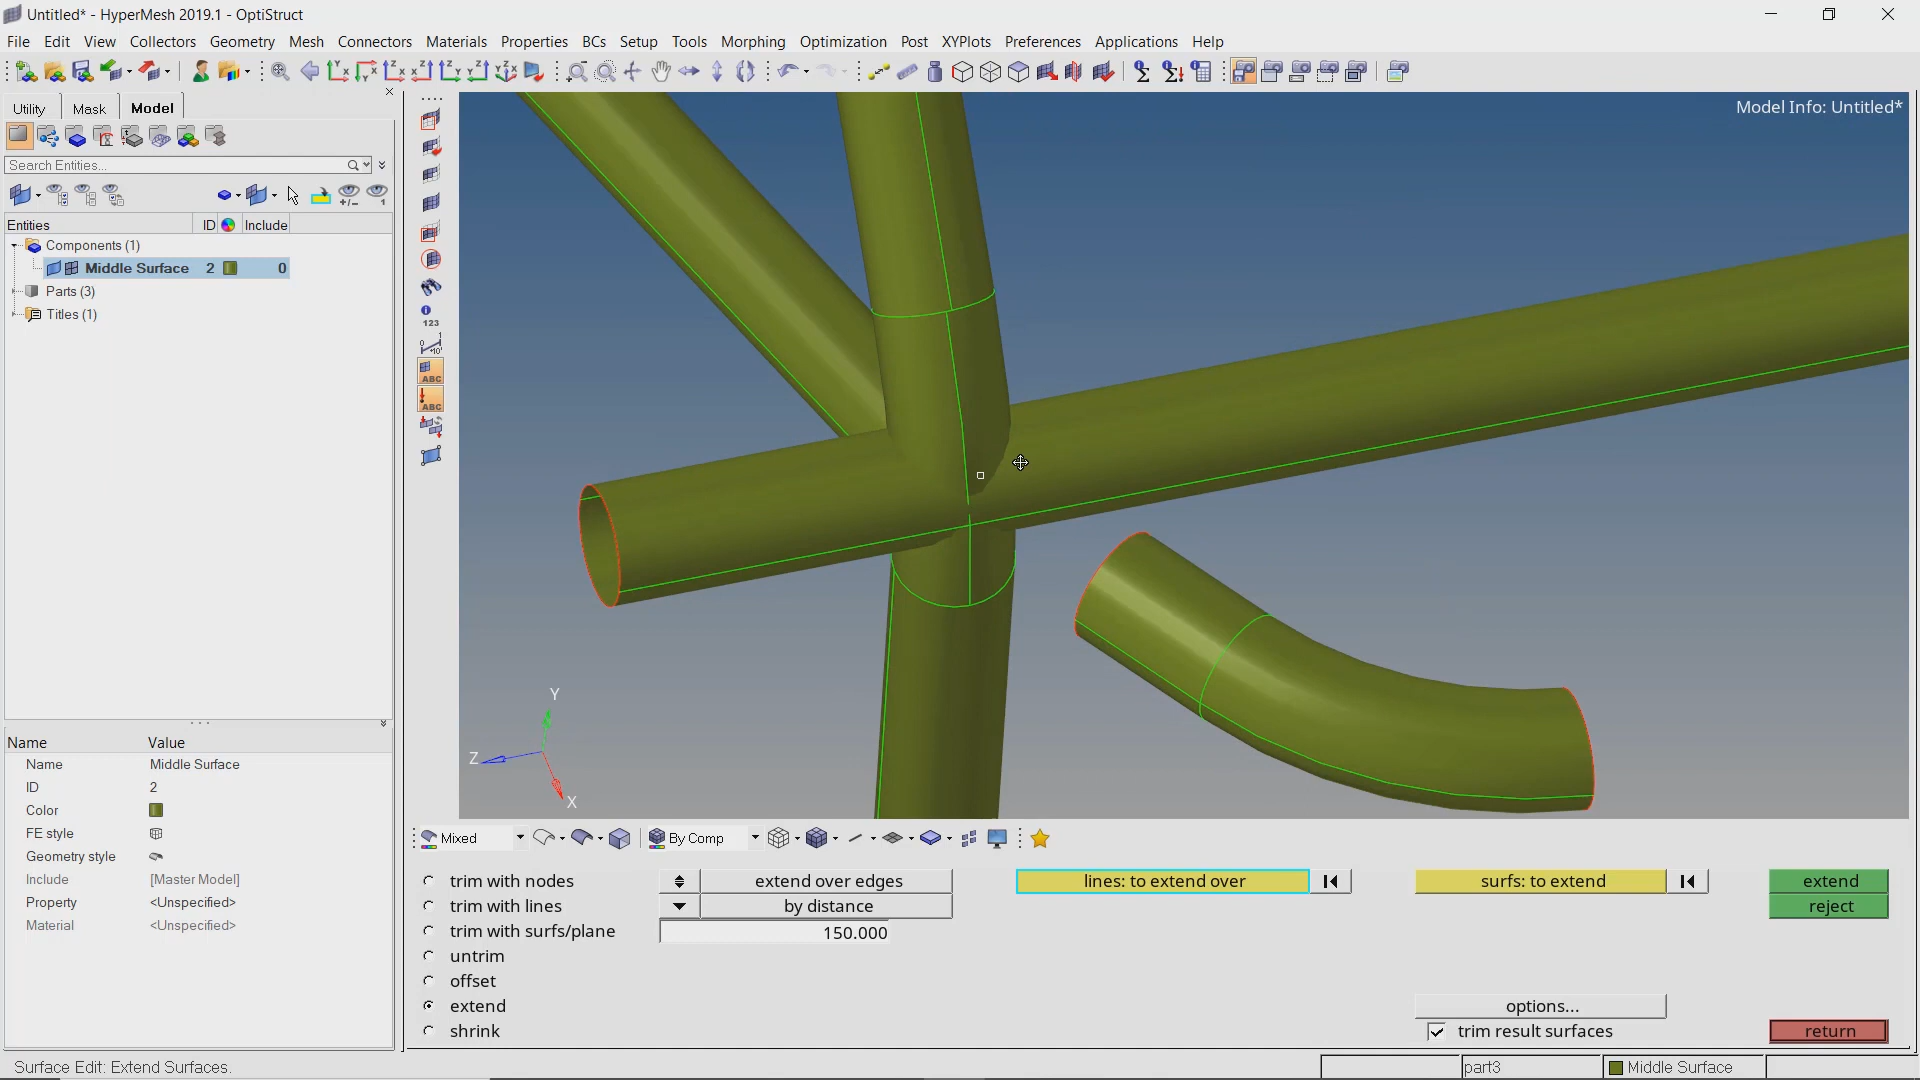 Untitled* - HyperMesh 2019.1 - OptiStruct
File Edit View Collectors Geometry Mesh Connectors Materials Properties BCs Setup Tools Morphing Optimization Post XYPlots Preferences Applications Help
Utility Mask Model
Search Entities...
Entities ID Include
Components (1)
Middle Surface 2 0
Parts (3)
Titles (1)
123
ABC
ABC
Model Info: Untitled*
Y
Z
X
Name Value
Name Middle Surface
ID 2
Color
FE style
Geometry style
Include [Master Model]
Property <Unspecified>
Material <Unspecified>
Mixed By Comp
trim with nodes extend over edges lines: to extend over surfs: to extend extend
trim with lines by distance reject
trim with surfs/plane 150.000
untrim
offset
extend options...
shrink trim result surfaces return
Surface Edit: Extend Surfaces. part3 Middle Surface